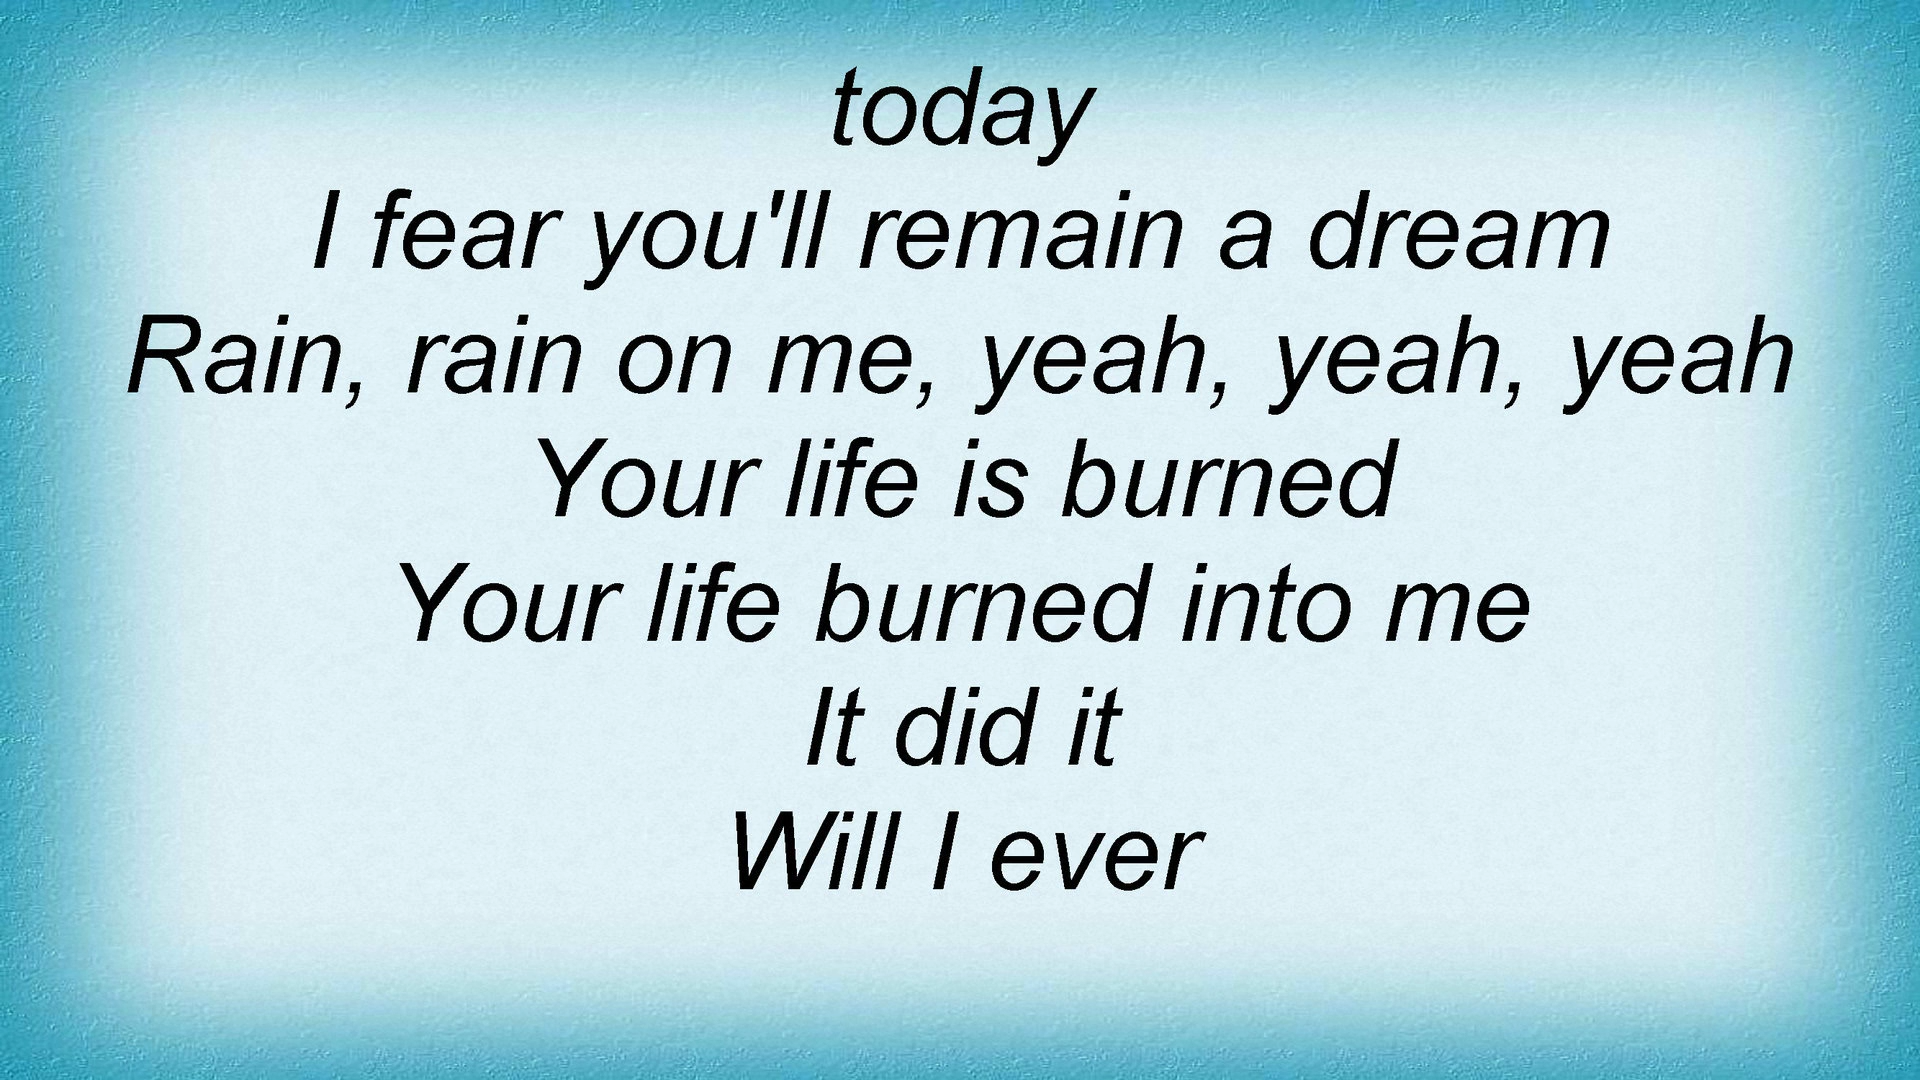 today
I fear you'll remain a dream
Rain, rain on me, yeah, yeah, yeah
Your life is burned
Your life burned into me
It did it
Will I ever